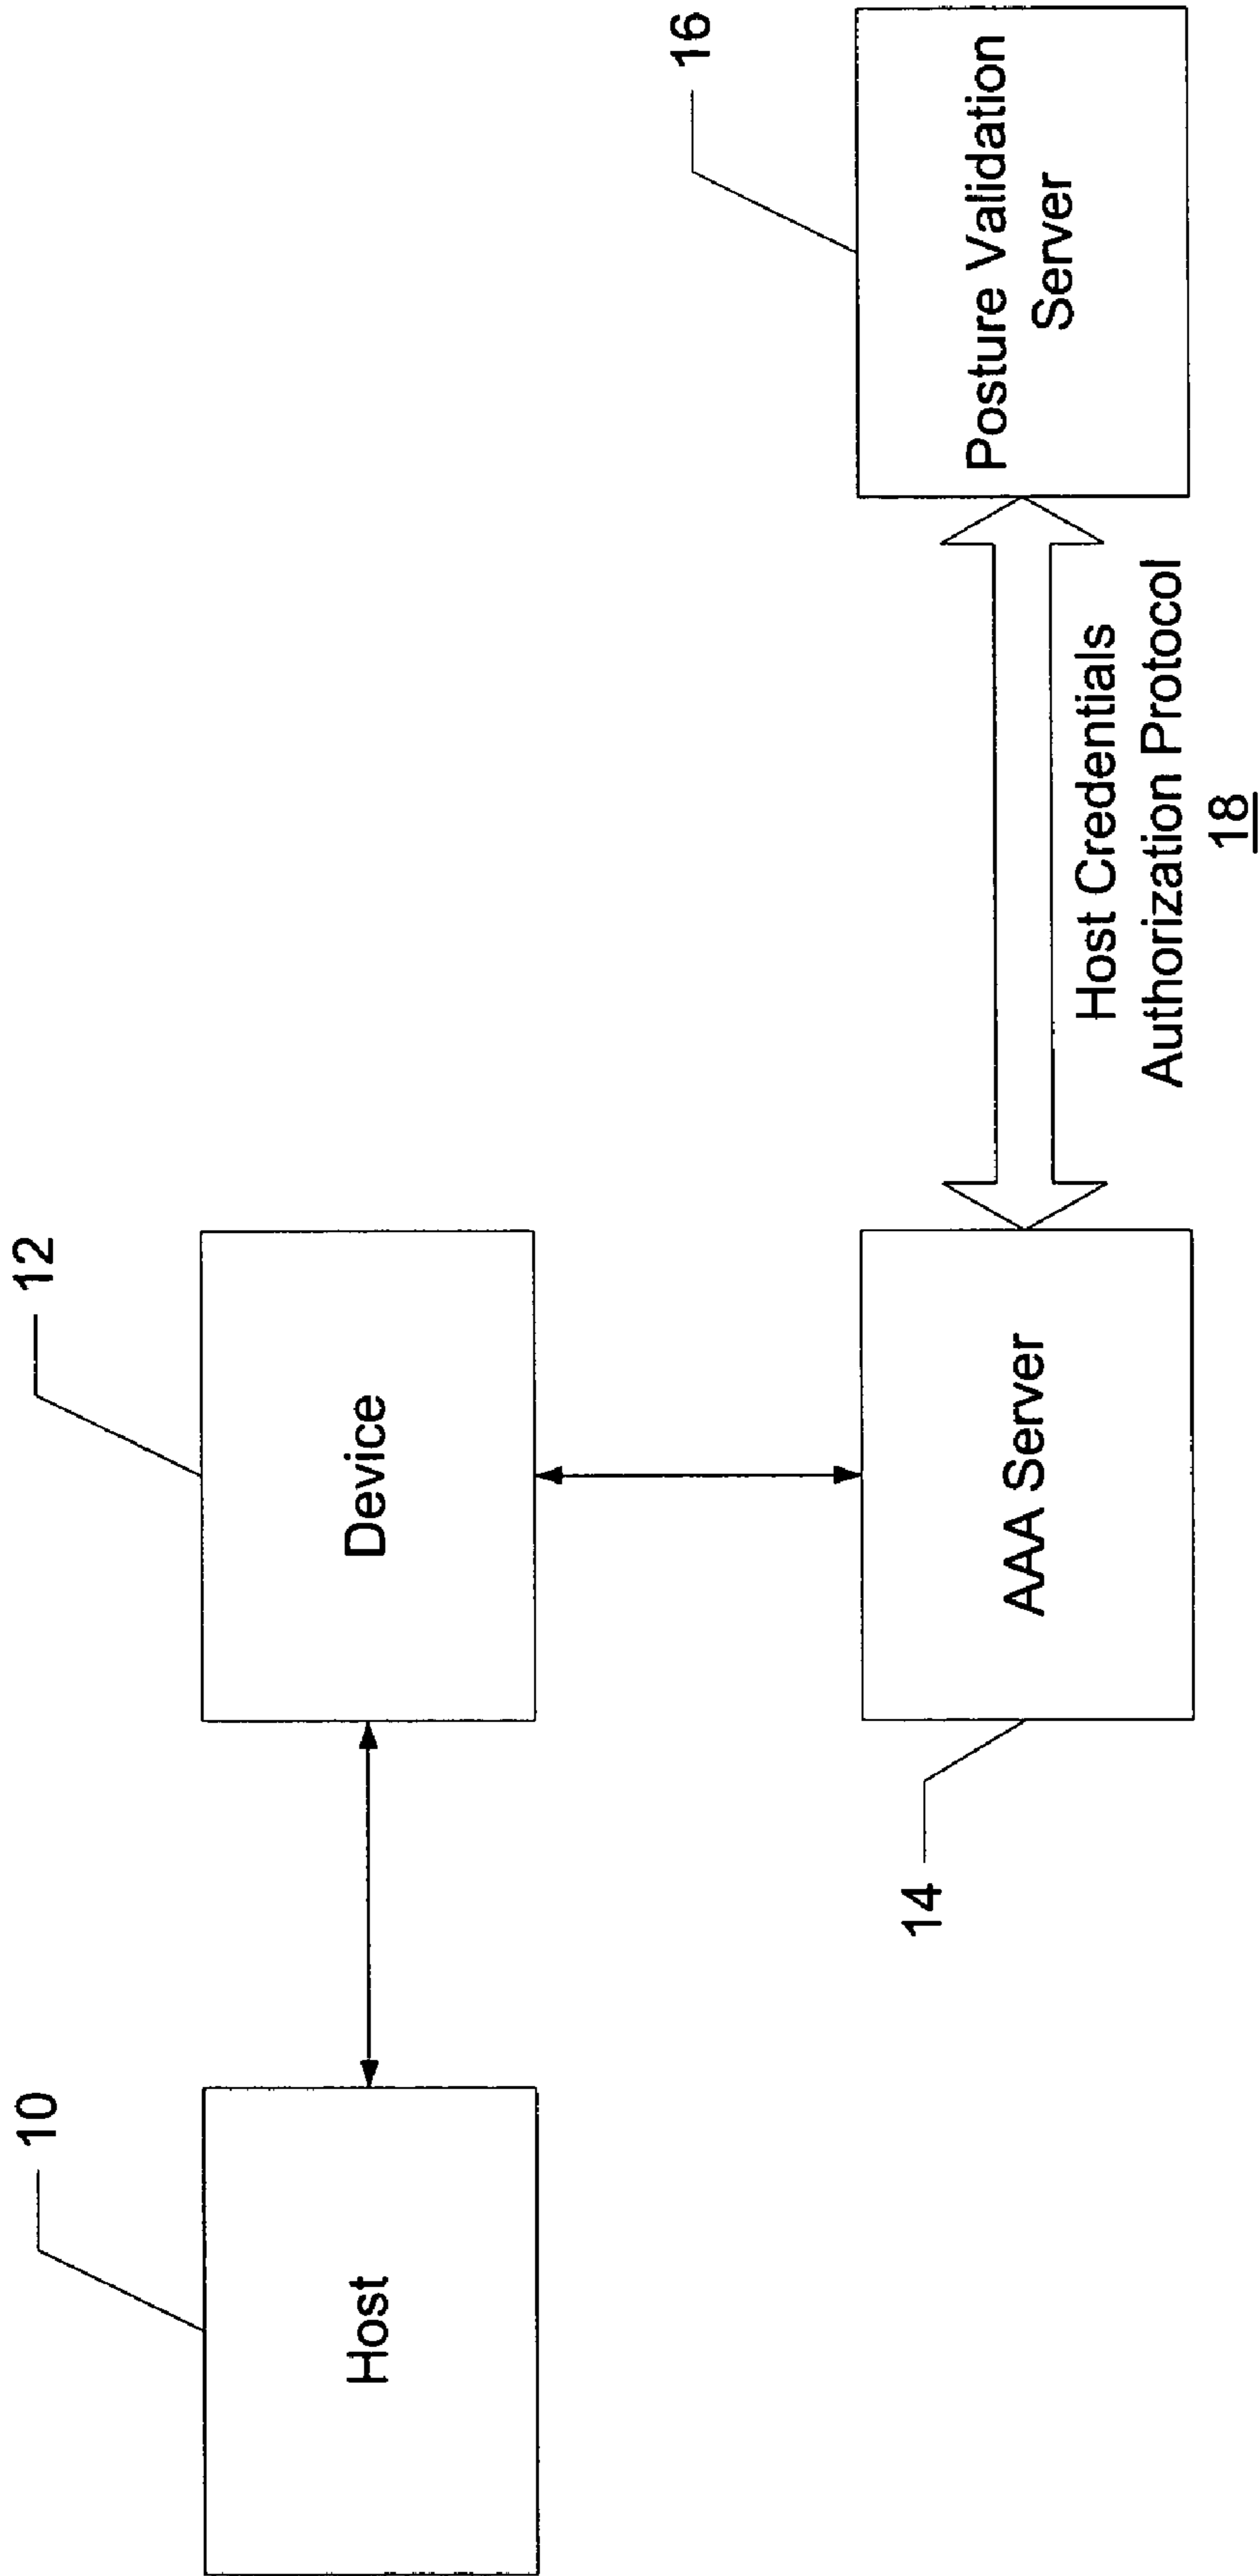 10
Host
12
Device
14
AAA Server
16
Posture Validation
Server
Host Credentials
Authorization Protocol
18